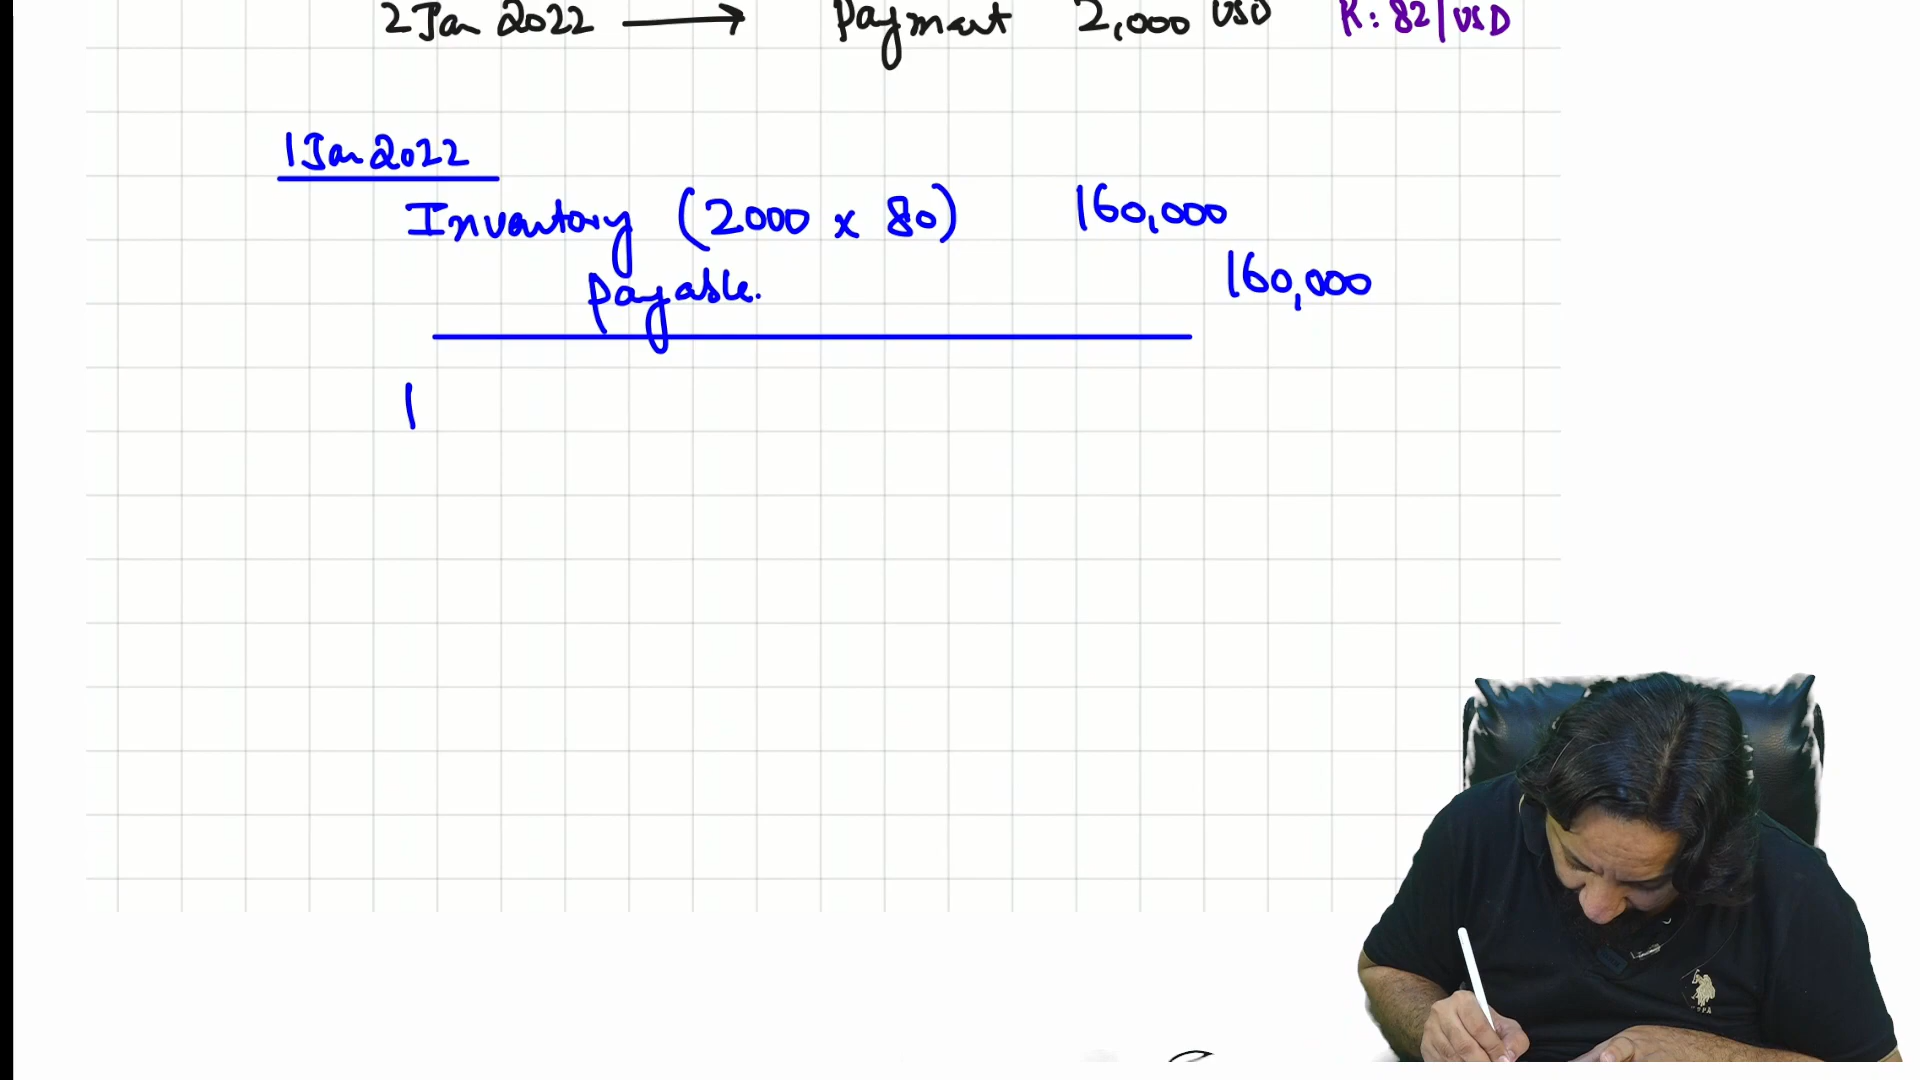 2 Jan 2022 → Payment 2,000 USD R: 82/USD
1 Jan 2022
Inventory (2000 x 80) 160,000
Payable. 160,000